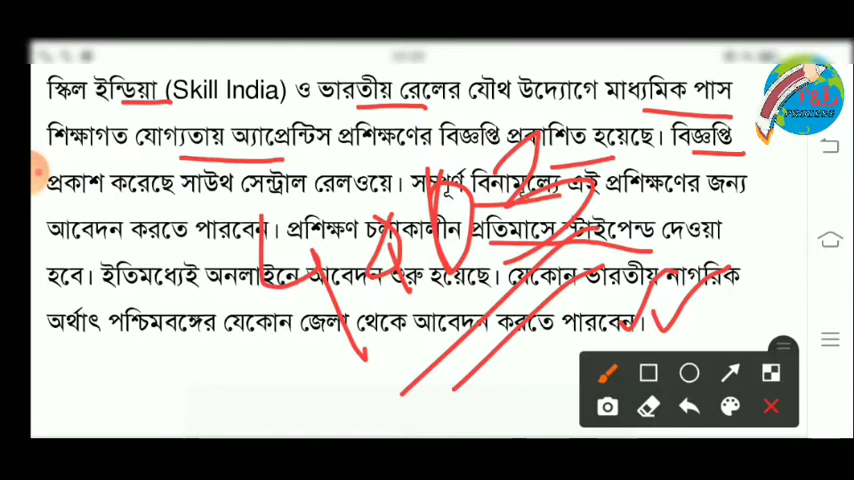 স্কিল ইন্ডিয়া (Skill India) ও ভারতীয় রেলের যৌথ উদ্যোগে মাধ্যমিক পাস
শিক্ষাগত যোগ্যতায় অ্যাপ্রেন্টিস প্রশিক্ষণের বিজ্ঞপ্তি প্রকাশিত হয়েছে। বিজ্ঞপ্তি
প্রকাশ করেছে সাউথ সেন্ট্রাল রেলওয়ে। সম্পূর্ণ বিনামূল্যে এই প্রশিক্ষণের জন্য
আবেদন করতে পারবেন। প্রশিক্ষণ চলাকালীন প্রতিমাসে স্টাইপেন্ড দেওয়া
হবে। ইতিমধ্যেই অনলাইনে আবেদন শুরু হয়েছে। যেকোন ভারতীয় নাগরিক
অর্থাৎ পশ্চিমবঙ্গের যেকোন জেলা থেকে আবেদন করতে পারবেন।